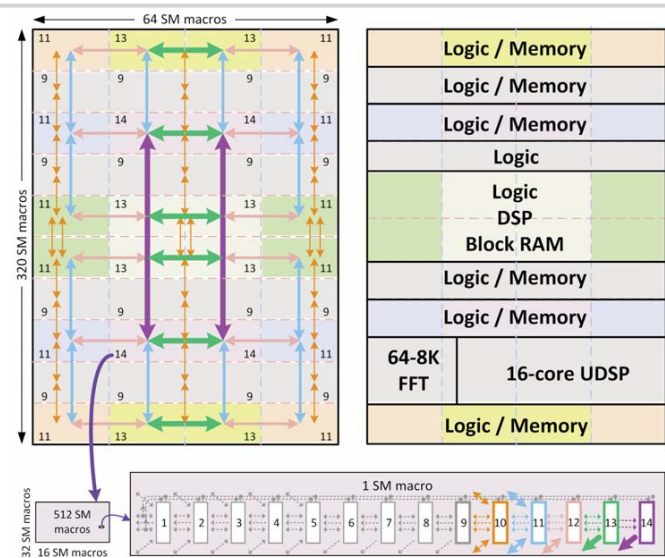 64 SM macros
320 SM macros
11 13 13 11
9 9 9 9
11 14 14 11
9 9 9 9
11 13 13 11
11 13 13 11
9 9 9 9
11 14 14 11
9 9 9 9
11 13 13 11
Logic / Memory
Logic / Memory
Logic / Memory
Logic
Logic
DSP
Block RAM
Logic / Memory
Logic / Memory
64-8K
FFT
16-core UDSP
Logic / Memory
32 SM macros
512 SM
macros
16 SM macros
1 SM macro
1 2 3 4 5 6 7 8 9 10 11 12 13 14